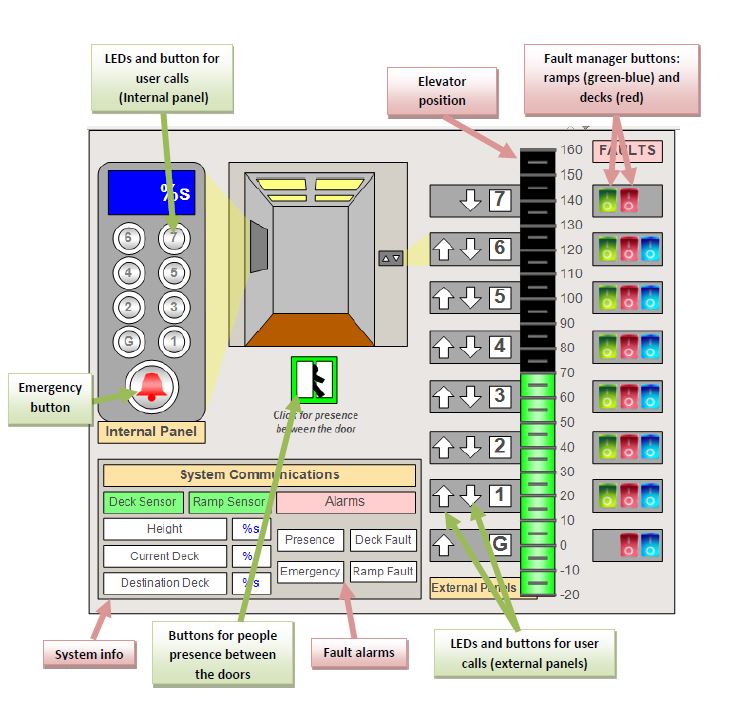 LEDs and button for
user calls
(Internal panel)
Elevator
position
Fault manager buttons:
ramps (green-blue) and
decks (red)
FAULTS
160
150
140
130
120
110
100
90
80
70
60
50
40
30
20
10
0
-10
-20
%s
6
7
4
5
2
3
G
1
7
6
5
4
3
2
1
G
Emergency
button
Internal Panel
Click for presence
between the door
System Communications
Deck Sensor
Ramp Sensor
Alarms
Height
%s
Current Deck
Destination Deck
%s
Presence
Deck Fault
Emergency
Ramp Fault
External Panels
System info
Buttons for people
presence between
the doors
Fault alarms
LEDs and buttons for user
calls (external panels)